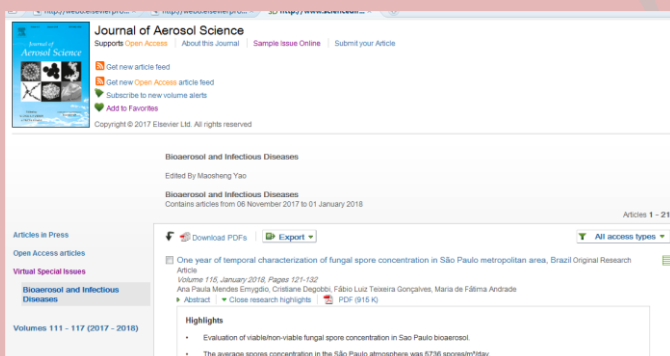 Journal of Aerosol Science
Supports Open Access About this Journal Sample Issue Online Submit your Article
Journal of
Aerosol Science
Get new article feed
Get new Open Access article feed
Subscribe to new volume alerts
Add to Favorites
Copyright © 2017 Elsevier Ltd. All rights reserved
Bioaerosol and Infectious Diseases
Edited By Maosheng Yao
Bioaerosol and Infectious Diseases
Contains articles from 06 November 2017 to 01 January 2018
Articles 1 - 21
Articles in Press
Open Access articles
Virtual Special Issues
Bioaerosol and Infectious
Diseases
Volumes 111 - 117 (2017 - 2018)
Download PDFs Export All access types
One year of temporal characterization of fungal spore concentration in São Paulo metropolitan area, Brazil Original Research
Article
Volume 115, January 2018, Pages 121-132
Ana Paula Mendes Emygdio, Cristiane Degobbi, Fábio Luiz Teixeira Gonçalves, Maria de Fátima Andrade
Abstract Close research highlights PDF (915 K)
Highlights
• Evaluation of viable/non-viable fungal spore concentration in Sao Paulo bioaerosol.
• The average spores concentration in the São Paulo atmosphere was 5736 spores/m³/day.